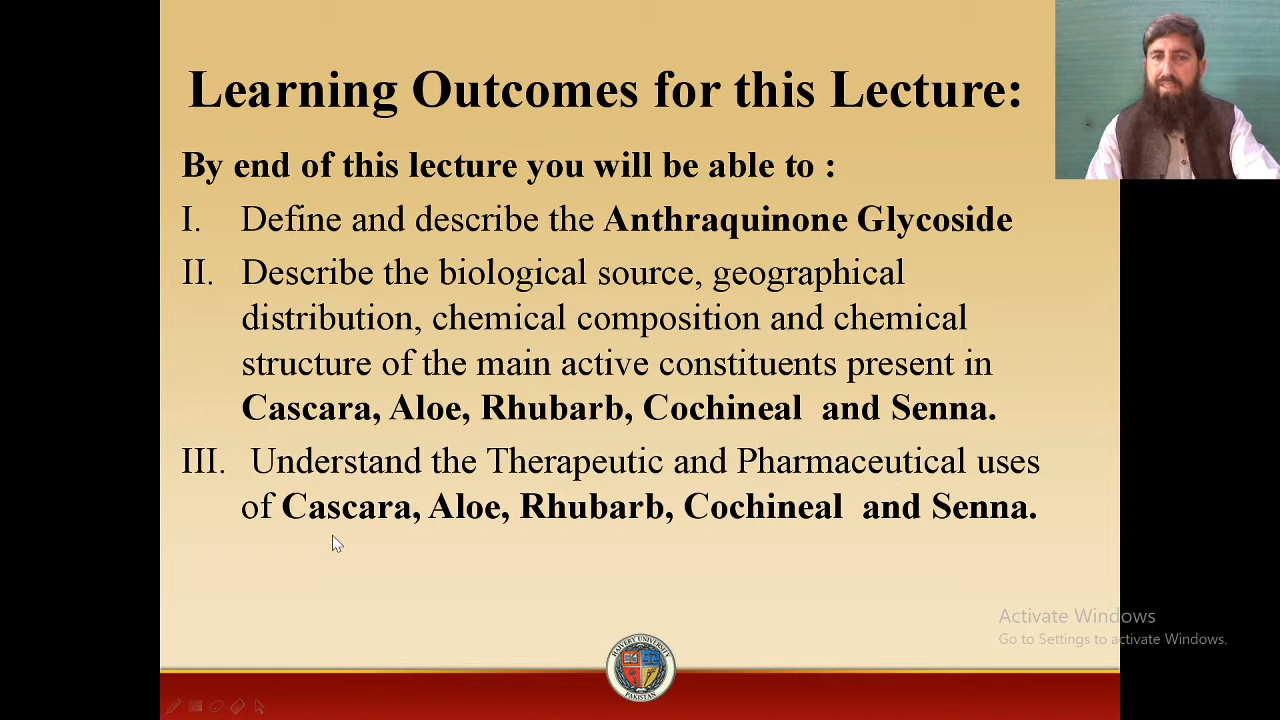 Learning Outcomes for this Lecture:
By end of this lecture you will be able to :
I. Define and describe the Anthraquinone Glycoside
II. Describe the biological source, geographical
distribution, chemical composition and chemical
structure of the main active constituents present in
Cascara, Aloe, Rhubarb, Cochineal and Senna.
III. Understand the Therapeutic and Pharmaceutical uses
of Cascara, Aloe, Rhubarb, Cochineal and Senna.
Activate Windows
Go to Settings to activate Windows.
HAJVERY UNIVERSITY
PAKISTAN